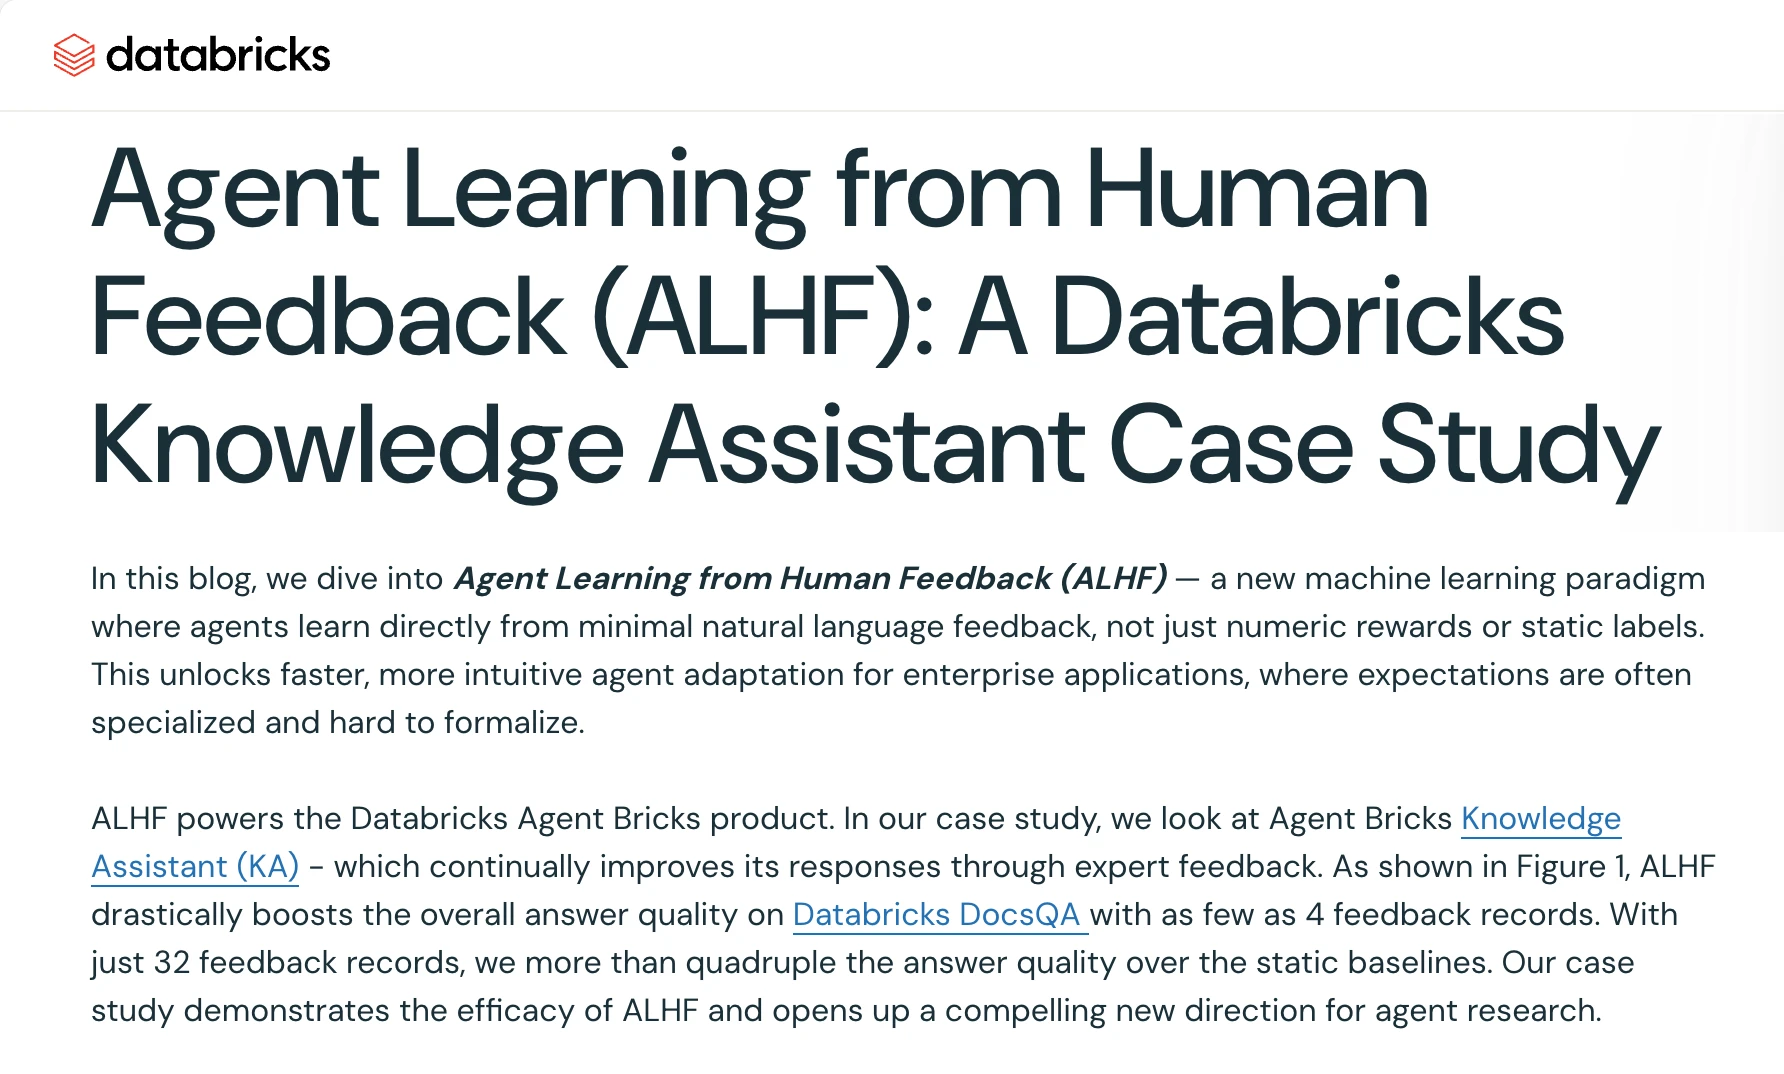 databricks
Agent Learning from Human
Feedback (ALHF): A Databricks
Knowledge Assistant Case Study
In this blog, we dive into Agent Learning from Human Feedback (ALHF) — a new machine learning paradigm
where agents learn directly from minimal natural language feedback, not just numeric rewards or static labels.
This unlocks faster, more intuitive agent adaptation for enterprise applications, where expectations are often
specialized and hard to formalize.
ALHF powers the Databricks Agent Bricks product. In our case study, we look at Agent Bricks Knowledge
Assistant (KA) - which continually improves its responses through expert feedback. As shown in Figure 1, ALHF
drastically boosts the overall answer quality on Databricks DocsQA with as few as 4 feedback records. With
just 32 feedback records, we more than quadruple the answer quality over the static baselines. Our case
study demonstrates the efficacy of ALHF and opens up a compelling new direction for agent research.